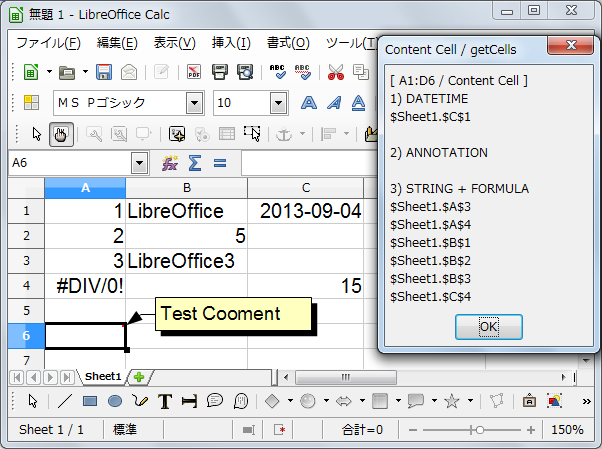 無題 1 - LibreOffice Calc
ファイル(F) 編集(E) 表示(V) 挿入(I) 書式(O) ツール(T)
ＭＳ Ｐゴシック 10
A6
A B C
1 1 LibreOffice 2013-09-04
2 2 5
3 3 LibreOffice3
4 #DIV/0! 15
5
Test Cooment
6
7
Sheet1
Sheet 1 / 1 標準 合計=0 150%
Content Cell / getCells
[ A1:D6 / Content Cell ]
1) DATETIME
$Sheet1.$C$1
2) ANNOTATION
3) STRING + FORMULA
$Sheet1.$A$3
$Sheet1.$A$4
$Sheet1.$B$1
$Sheet1.$B$2
$Sheet1.$B$3
$Sheet1.$C$4
OK